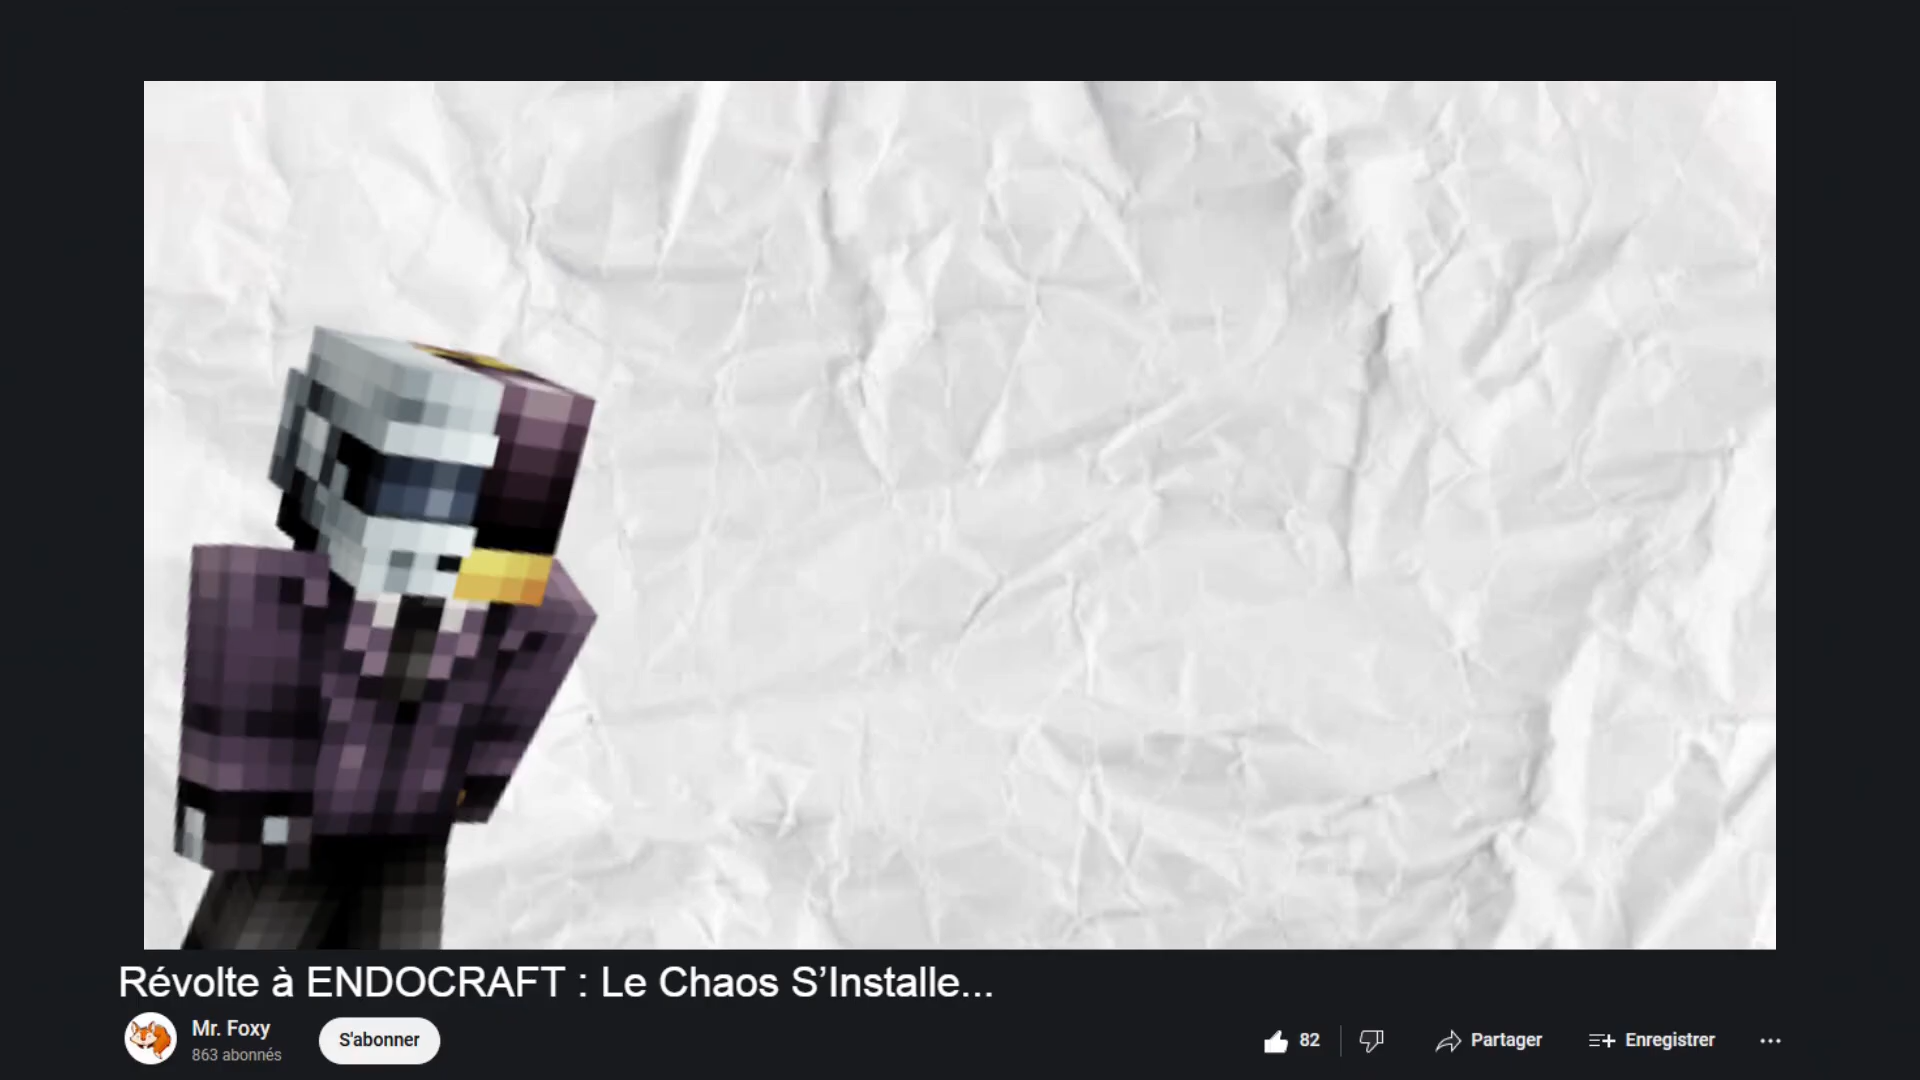 Révolte à ENDOCRAFT : Le Chaos S’Installe...
Mr. Foxy
863 abonnés
S'abonner
82
Partager
Enregistrer